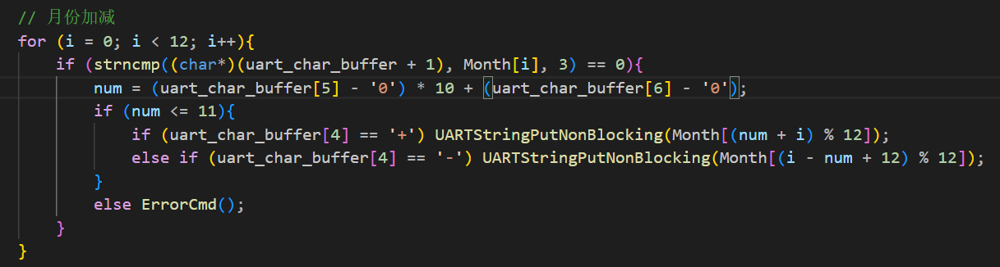 // 月份加减
for (i = 0; i < 12; i++){
if (strncmp((char*)(uart_char_buffer + 1), Month[i], 3) == 0){
num = (uart_char_buffer[5] - '0') * 10 + (uart_char_buffer[6] - '0');
if (num <= 11){
if (uart_char_buffer[4] == '+') UARTStringPutNonBlocking(Month[(num + i) % 12]);
else if (uart_char_buffer[4] == '-') UARTStringPutNonBlocking(Month[(i - num + 12) % 12]);
}
else ErrorCmd();
}
}